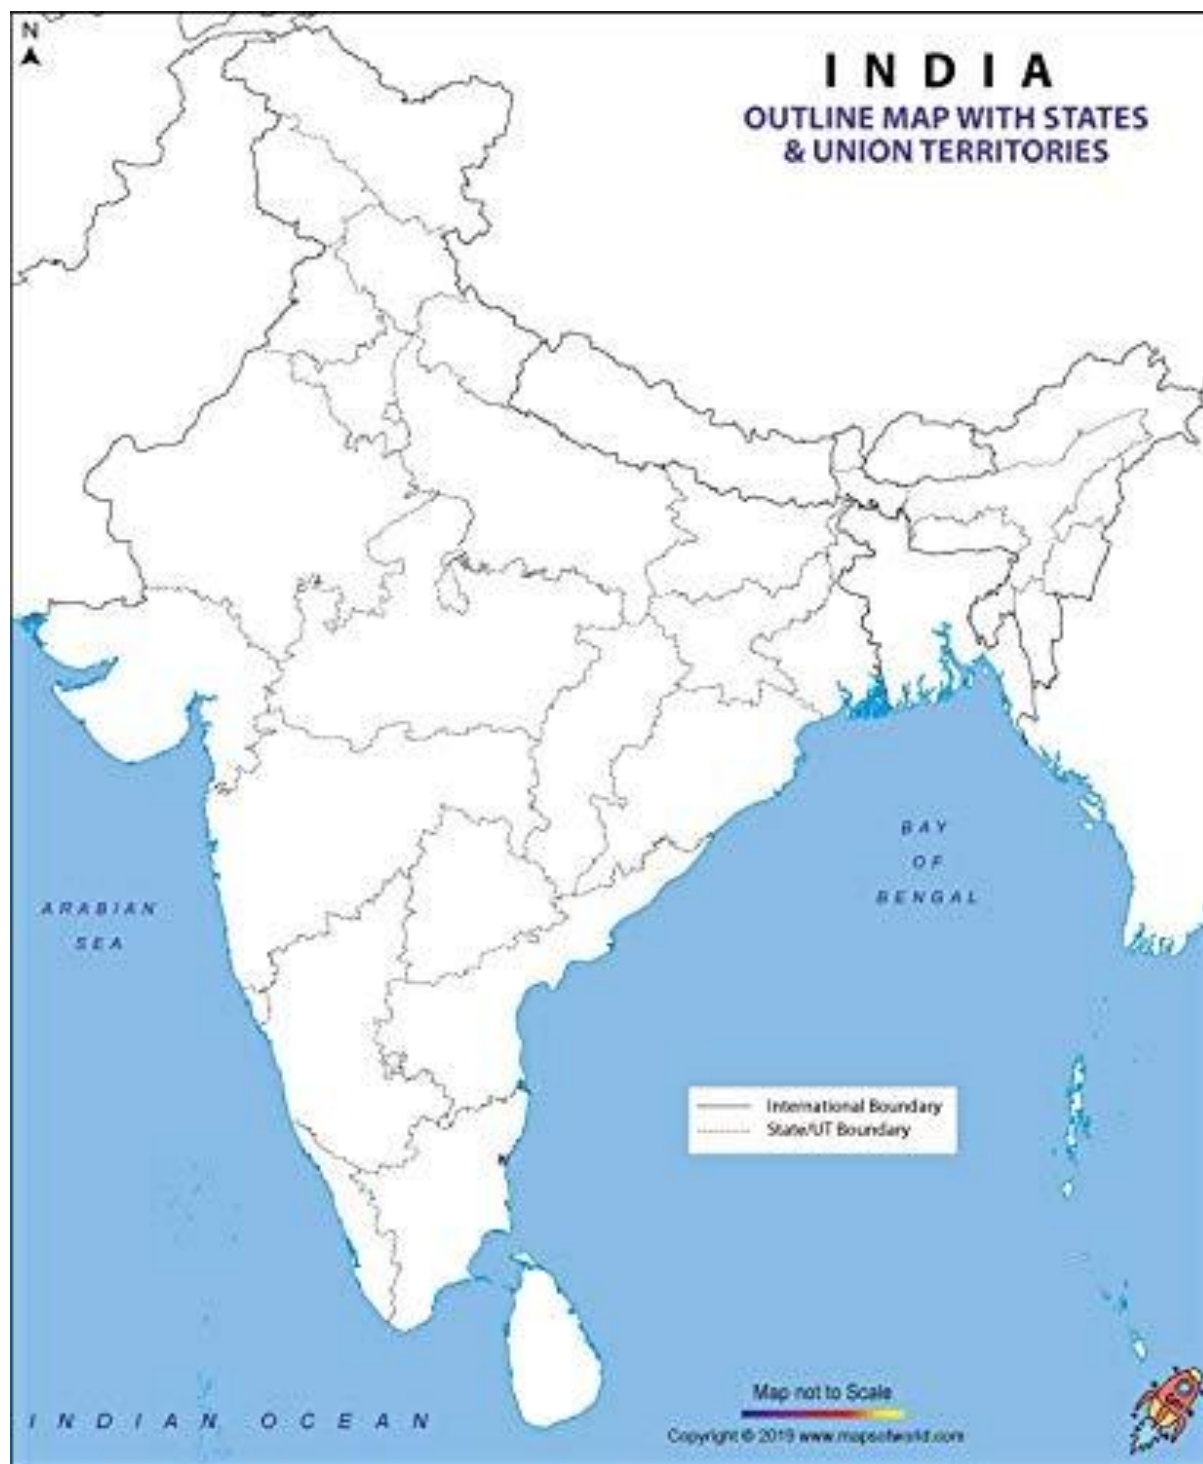 N
INDIA
OUTLINE MAP WITH STATES
& UNION TERRITORIES
BAY
OF
BENGAL
ARABIAN
SEA
International Boundary
State/UT Boundary
Map not to Scale
INDIAN OCEAN
Copyright © 2019 www.mapsofworld.com